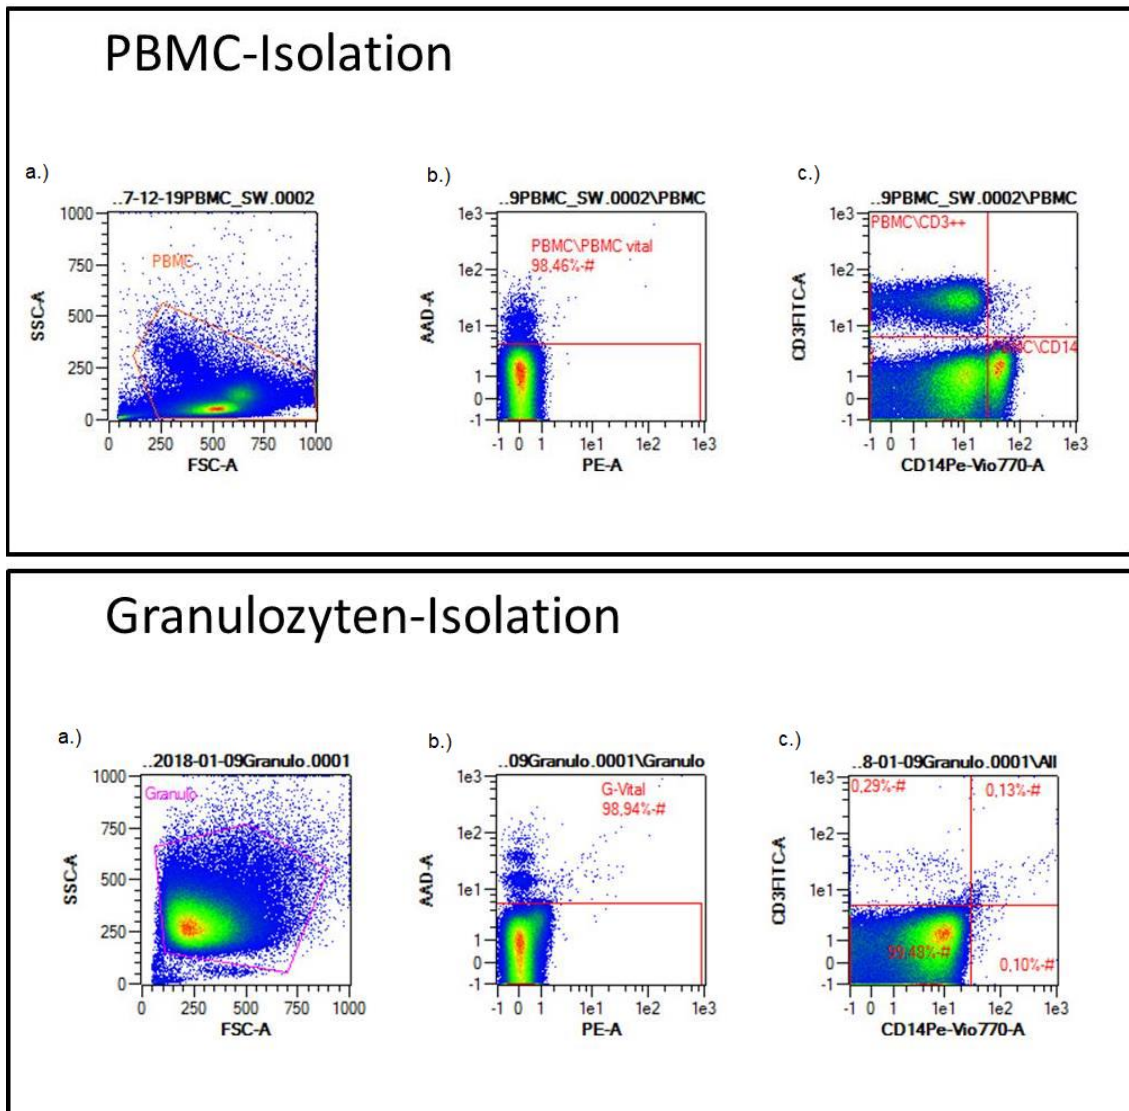 PBMC-Isolation
a.)
b.)
c.)
..7-12-19PBMC_SW.0002
..9PBMC_SW.0002\PBMC
..9PBMC_SW.0002\PBMC
1000
750
500
250
0
SSC-A
PBMC
0 250 500 750 1000
FSC-A
1e3
1e2
1e1
1
0
-1
AAD-A
PBMC\PBMC vital
98,46%-#
-1 0 1 1e1 1e2 1e3
PE-A
1e3
1e2
1e1
1
0
-1
CD3FITC-A
PBMC\CD3++
-1 0 1 1e1 1e2 1e3
CD14Pe-Vio770-A
Granulozyten-Isolation
a.)
b.)
c.)
..2018-01-09Granulo.0001
..09Granulo.0001\Granulo
..8-01-09Granulo.0001\All
1000
750
500
250
0
SSC-A
Granulo
0 250 500 750 1000
FSC-A
1e3
1e2
1e1
1
0
-1
AAD-A
G-Vital
98,94%-#
-1 0 1 1e1 1e2 1e3
PE-A
1e3
1e2
1e1
1
0
-1
CD3FITC-A
0,29%-#
0,13%-#
99,48%-#
0,10%-#
-1 0 1 1e1 1e2 1e3
CD14Pe-Vio770-A